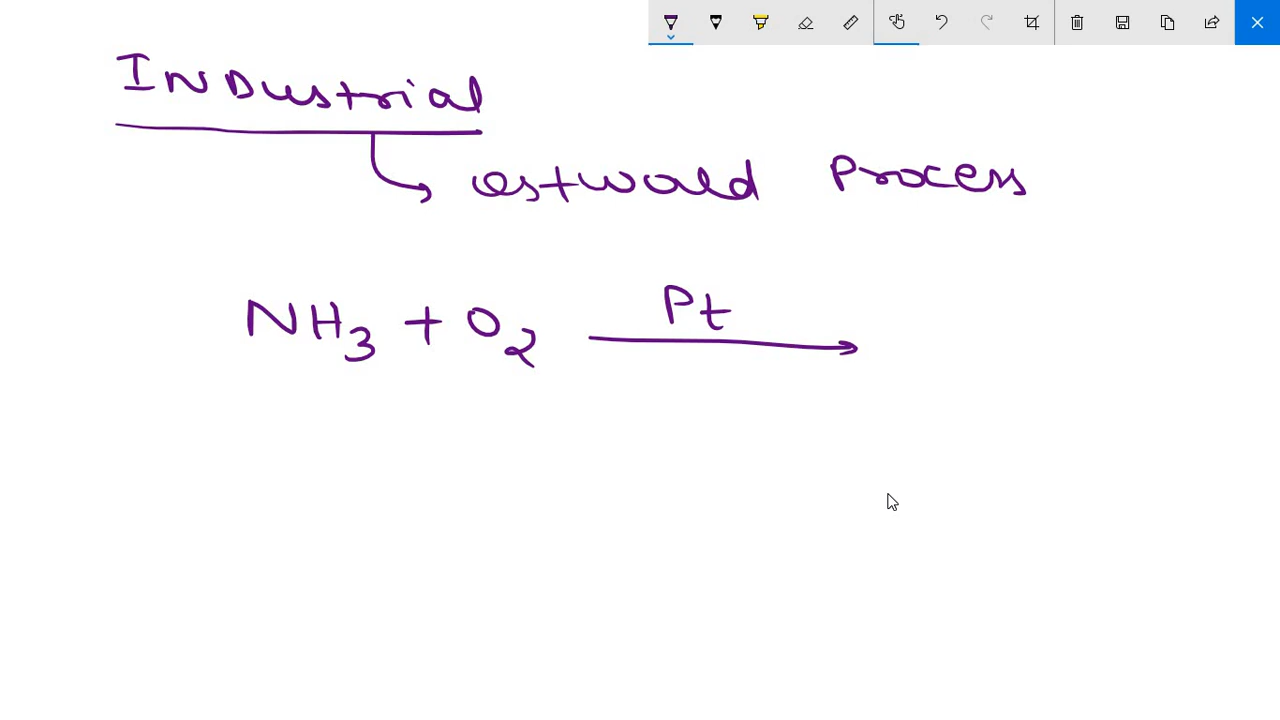 Industrial
ostwald Process
NH3 + O2 Pt